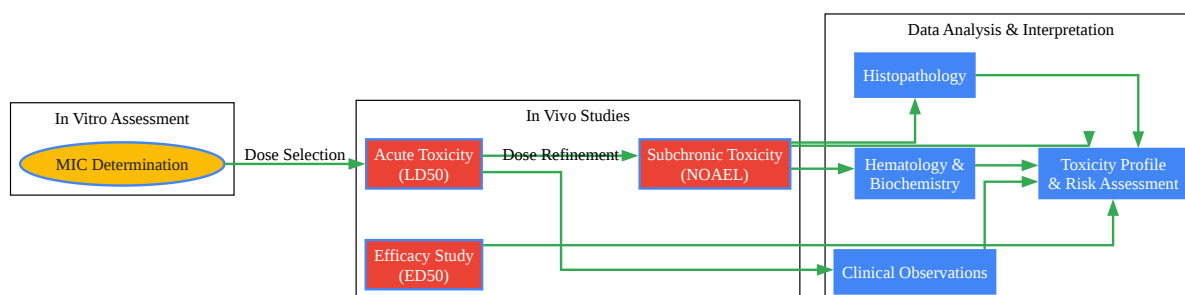 In Vitro Assessment
MIC Determination
Dose Selection
In Vivo Studies
Acute Toxicity
(LD50)
Dose Refinement
Subchronic Toxicity
(NOAEL)
Efficacy Study
(ED50)
Data Analysis & Interpretation
Histopathology
Hematology &
Biochemistry
Toxicity Profile
& Risk Assessment
Clinical Observations